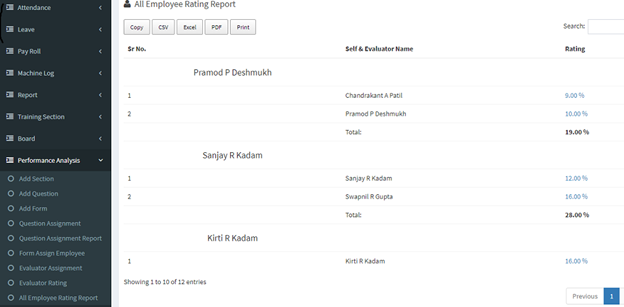 Attendance
Leave
Pay Roll
Machine Log
Report
Training Section
Board
Performance Analysis
Add Section
Add Question
Add Form
Question Assignment
Question Assignment Report
Form Assign Employee
Evaluator Assignment
Evaluator Rating
All Employee Rating Report
All Employee Rating Report
Copy CSV Excel PDF Print
Search:
Sr No. Self & Evaluator Name Rating
Pramod P Deshmukh
1 Chandrakant A Patil 9.00 %
2 Pramod P Deshmukh 10.00 %
Total: 19.00 %
Sanjay R Kadam
1 Sanjay R Kadam 12.00 %
2 Swapnil R Gupta 16.00 %
Total: 28.00 %
Kirti R Kadam
1 Kirti R Kadam 16.00 %
Showing 1 to 10 of 12 entries
Previous 1